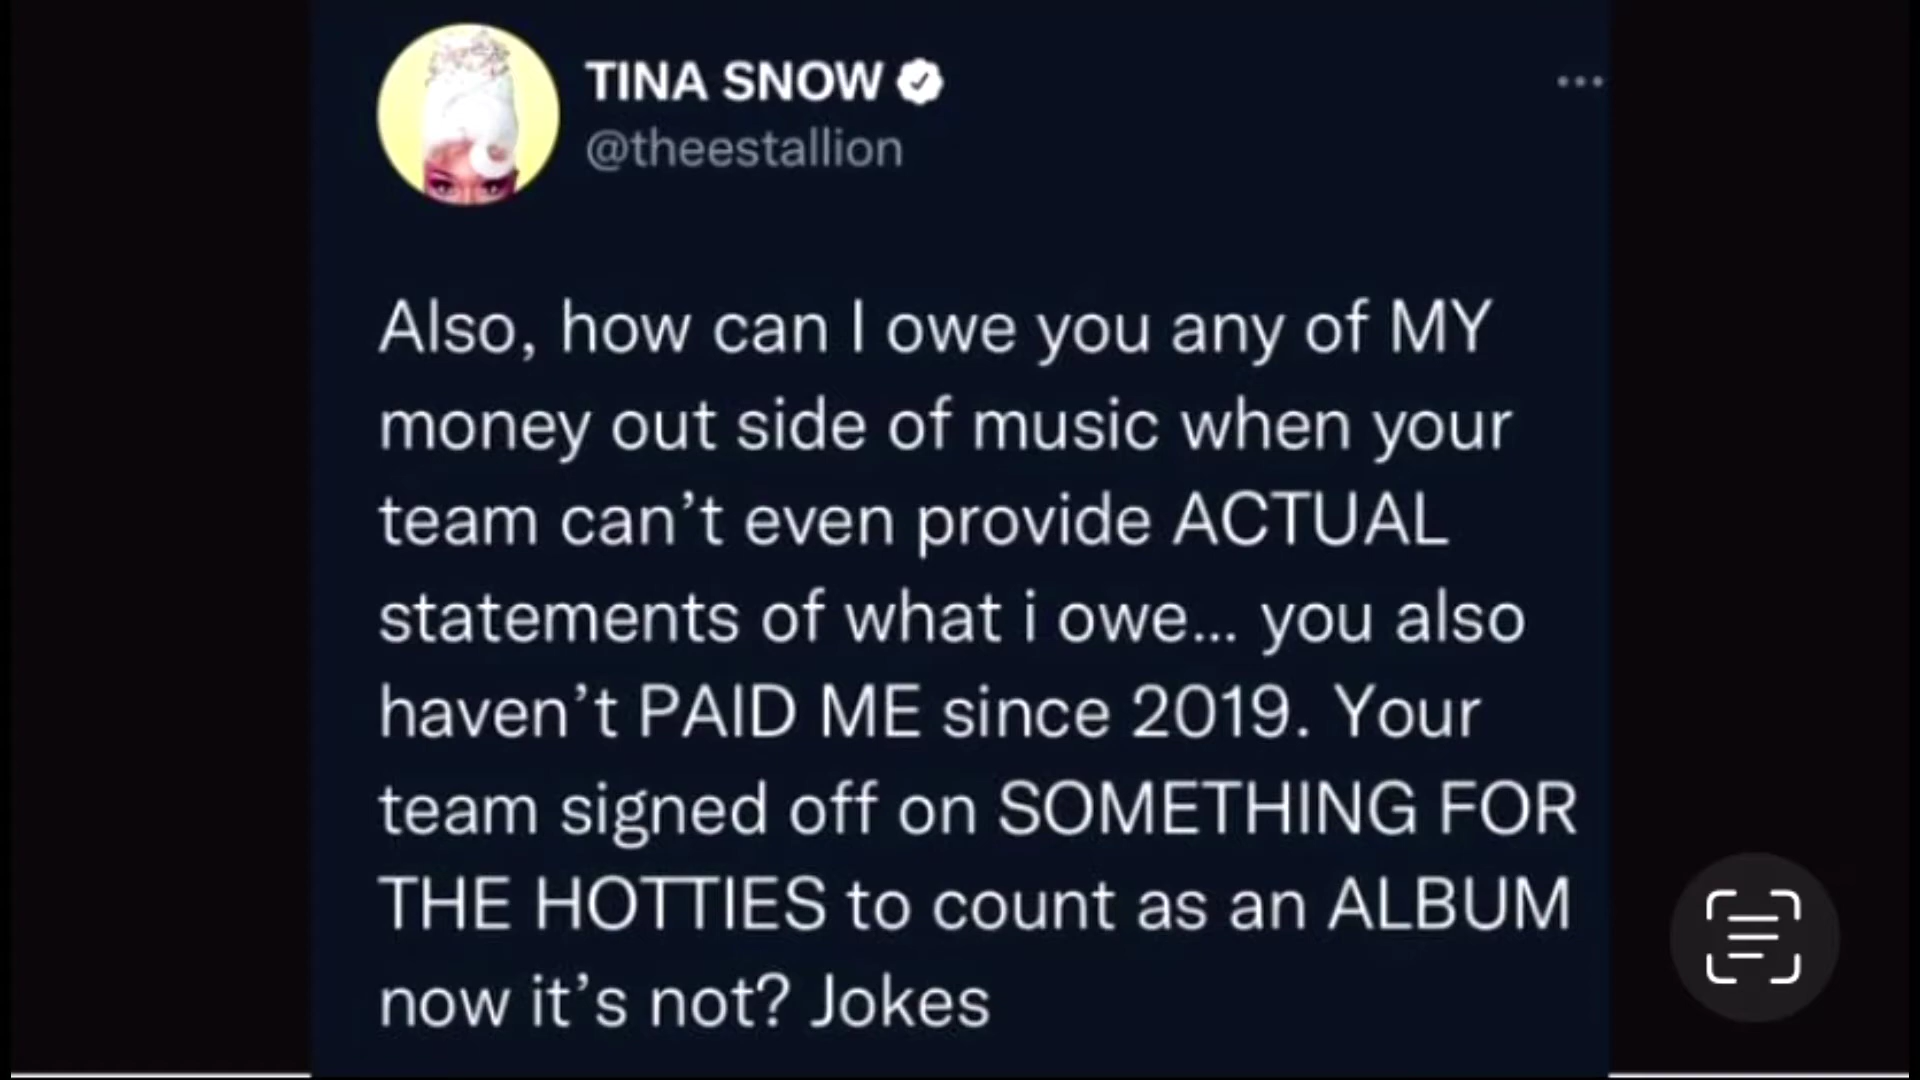 TINA SNOW
@theestallion
Also, how can I owe you any of MY
money out side of music when your
team can’t even provide ACTUAL
statements of what i owe... you also
haven’t PAID ME since 2019. Your
team signed off on SOMETHING FOR
THE HOTTIES to count as an ALBUM
now it’s not? Jokes